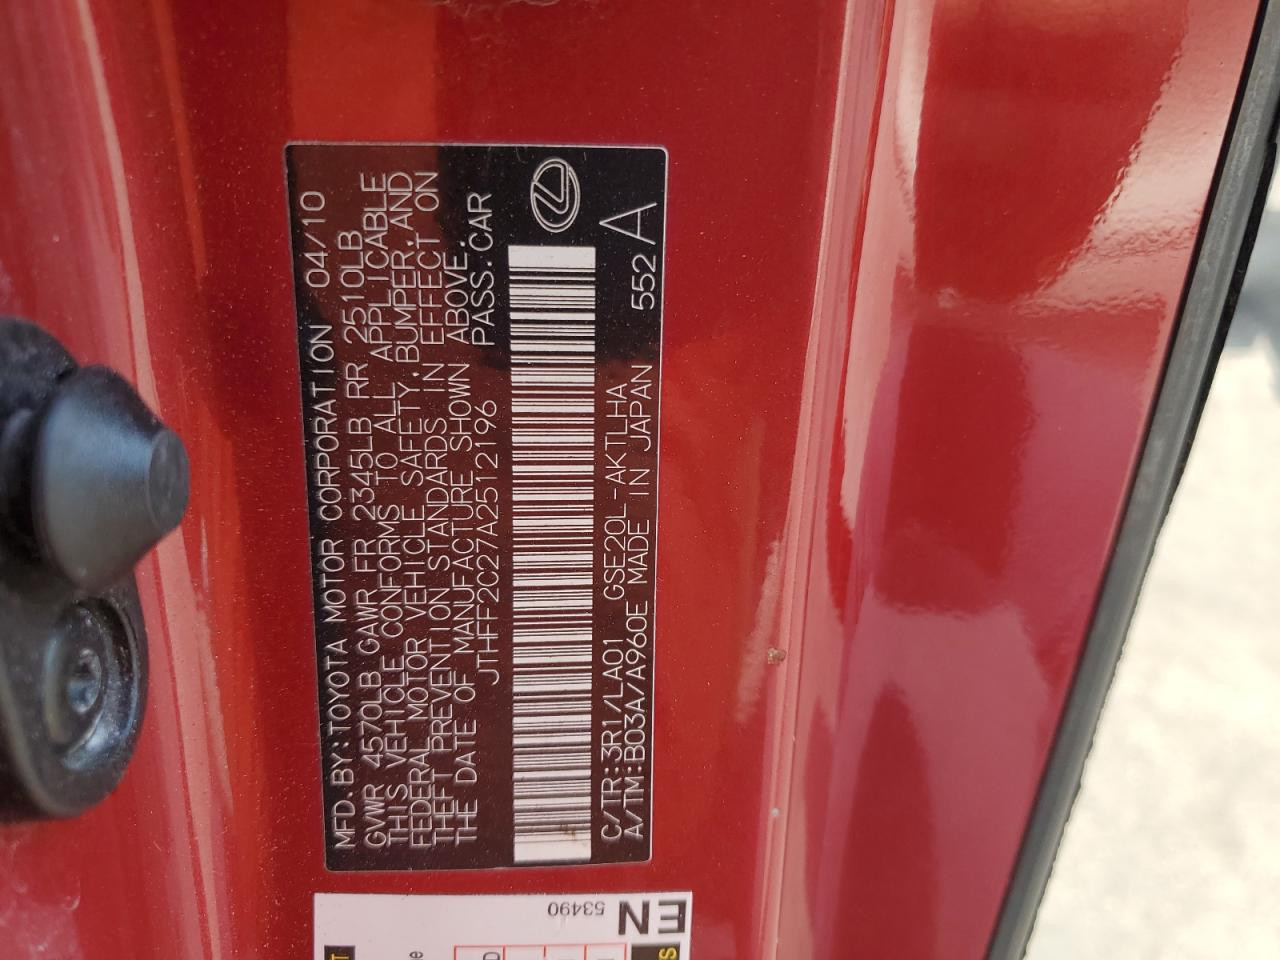 MFD.BY:TOYOTA MOTOR CORPORATION 04/10
GVWR 4570LB GAWR FR 2345LB RR 2510LB
THIS VEHICLE CONFORMS TO ALL APPLICABLE
FEDERAL MOTOR VEHICLE SAFETY,BUMPER,AND
THEFT PREVENTION STANDARDS IN EFFECT ON
THE DATE OF MANUFACTURE SHOWN ABOVE.
JTHFF2C27A2512196 PASS.CAR
C/TR:3R1/LA01 GSE20L-AKTLHA 552
A/TM:B03A/A960E MADE IN JAPAN A
EN
53490